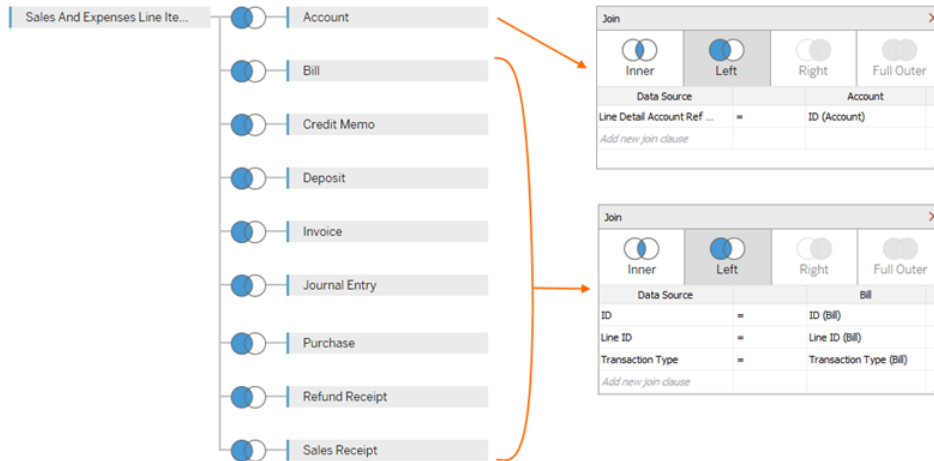 Sales And Expenses Line Ite...
Account
Bill
Credit Memo
Deposit
Invoice
Journal Entry
Purchase
Refund Receipt
Sales Receipt
Join
Inner
Left
Right
Full Outer
Data Source
Account
Line Detail Account Ref ...
=
ID (Account)
Add new join clause
Join
Inner
Left
Right
Full Outer
Data Source
Bill
ID
=
ID (Bill)
Line ID
=
Line ID (Bill)
Transaction Type
=
Transaction Type (Bill)
Add new join clause